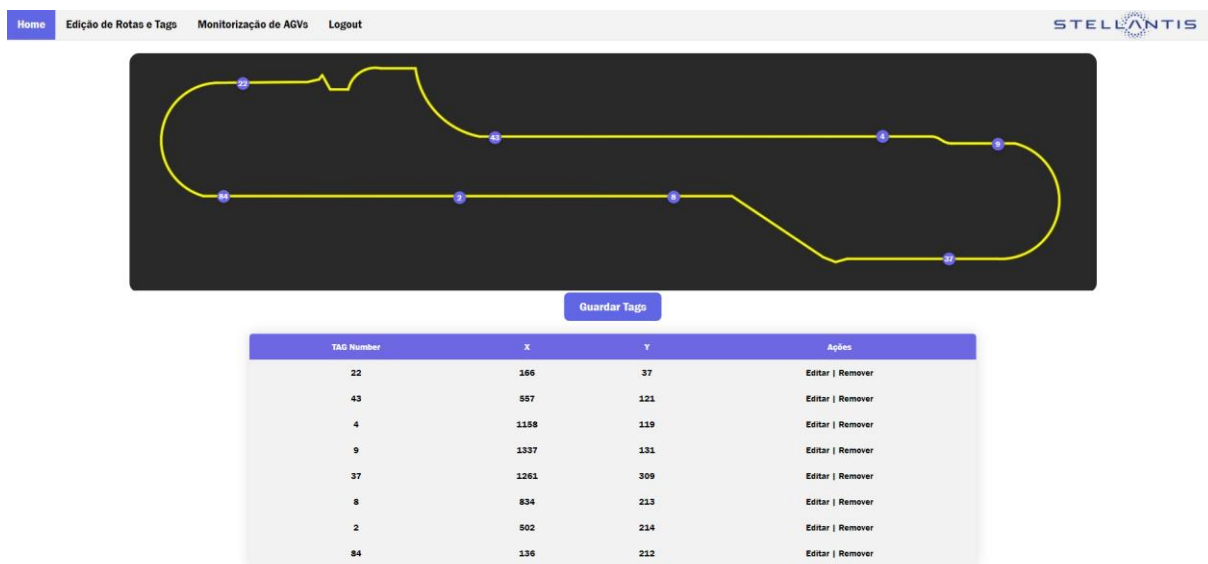 Home Edição de Rotas e Tags Monitorização de AGVs Logout STELLANTIS
22
43
4
9
84
2
8
37
Guardar Tags
TAG Number X Y Ações
22 166 37 Editar | Remover
43 557 121 Editar | Remover
4 1158 119 Editar | Remover
9 1337 131 Editar | Remover
37 1261 309 Editar | Remover
8 834 213 Editar | Remover
2 502 214 Editar | Remover
84 136 212 Editar | Remover